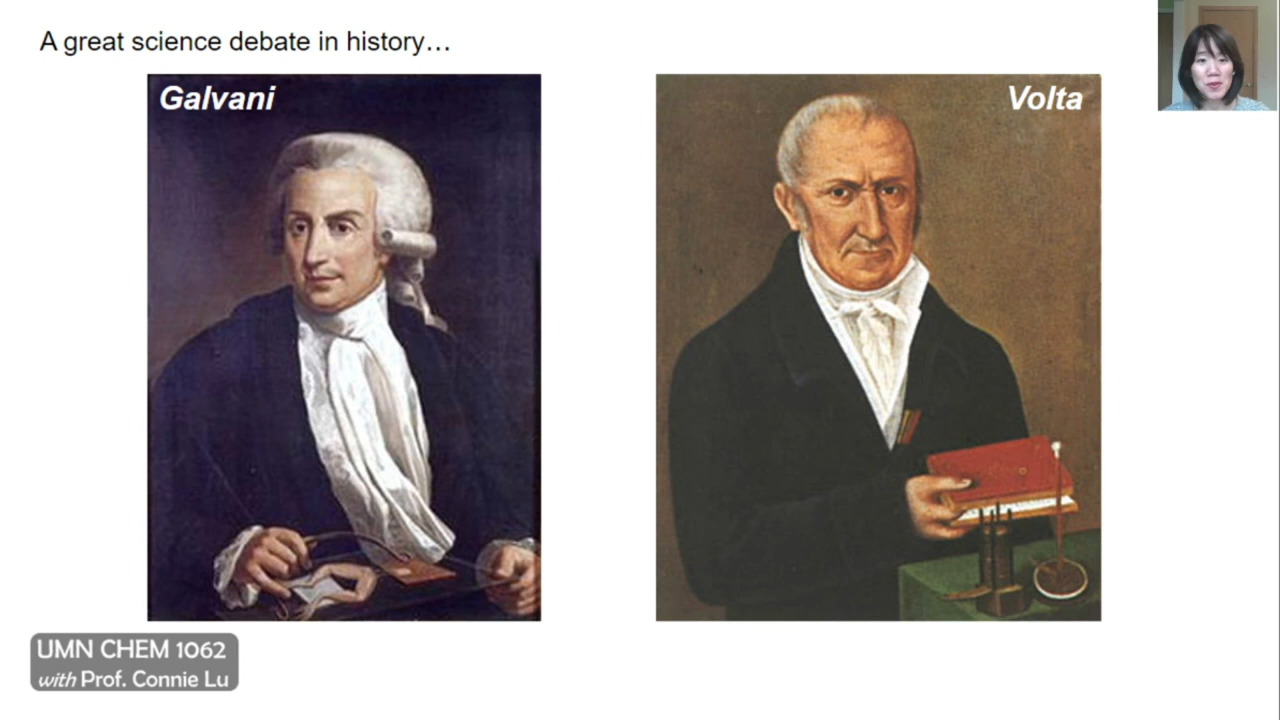 A great science debate in history…
Galvani
Volta
UMN CHEM 1062
with Prof. Connie Lu